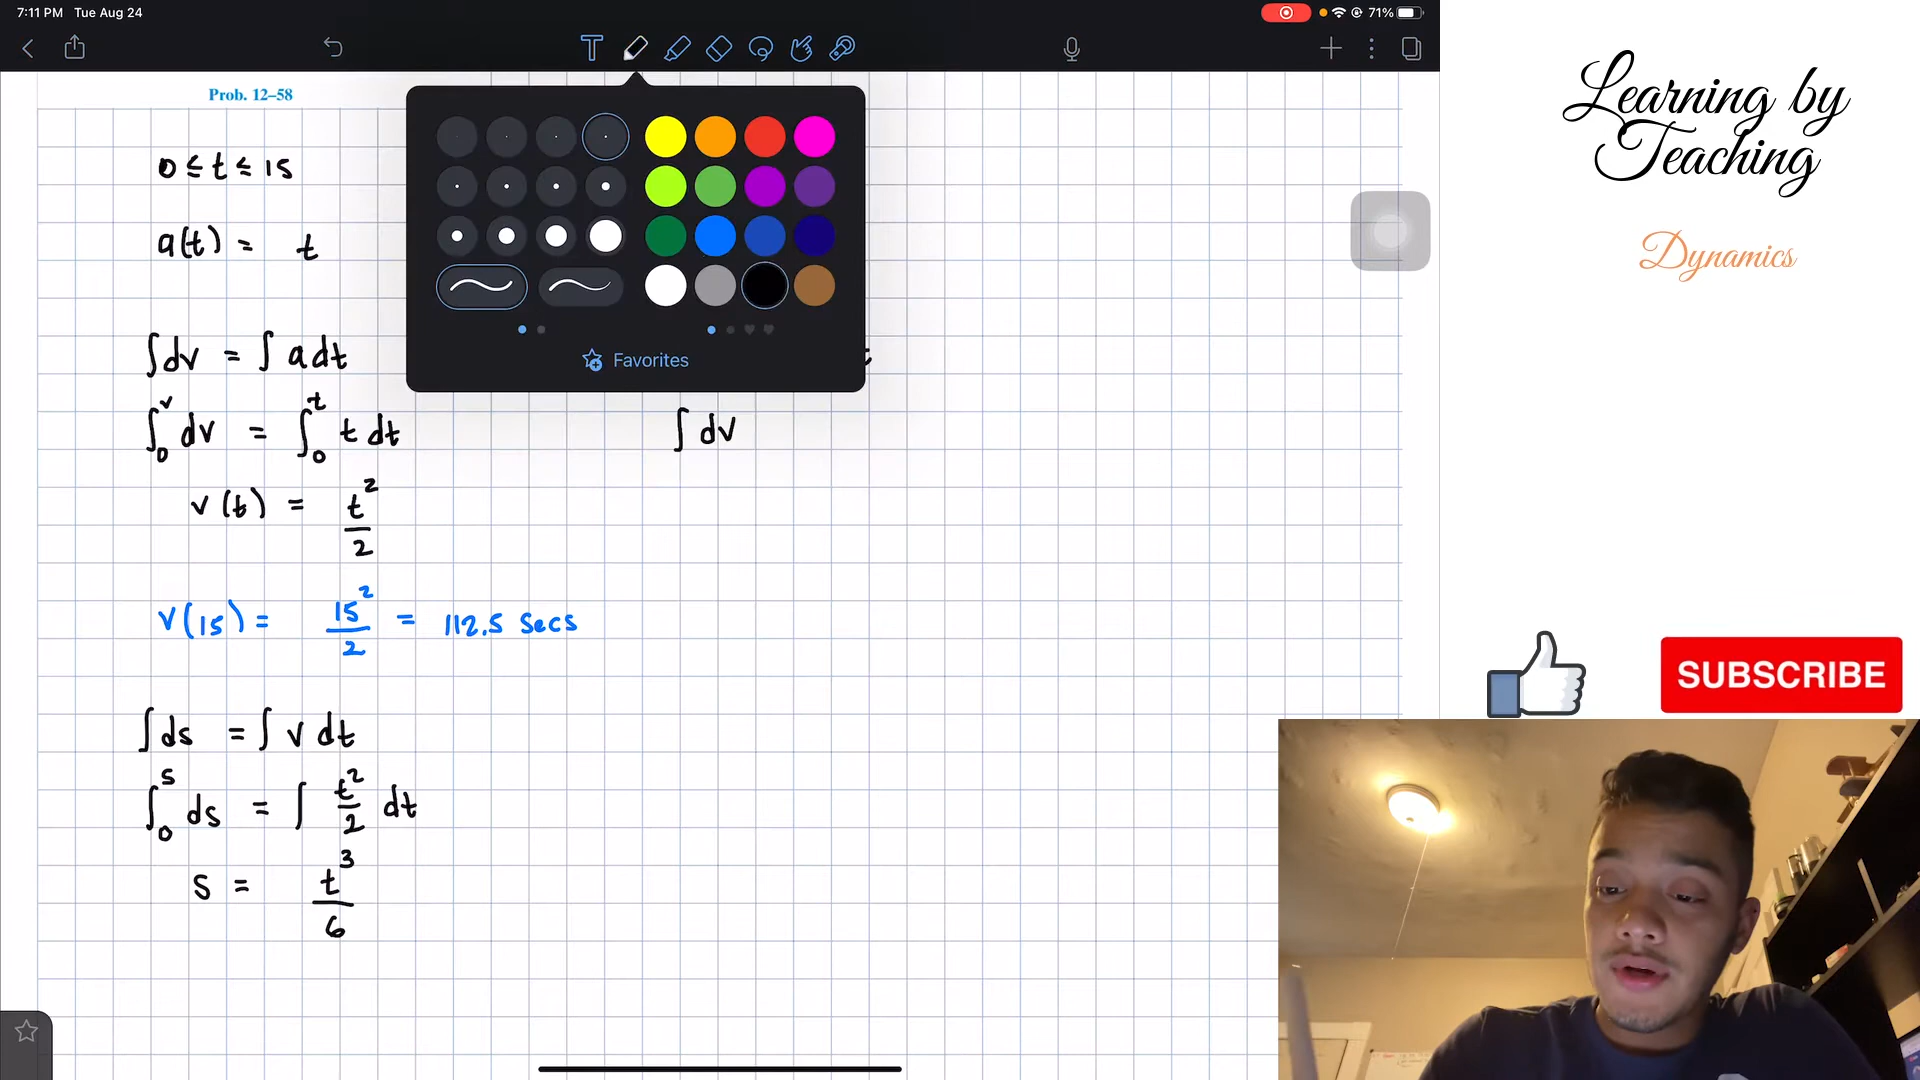 7:11 PM Tue Aug 24
71%
T
Prob. 12–58
0 ≤ t ≤ 15
a(t) = t
∫dv = ∫ a dt
∫₀ᵛ dv = ∫₀ᵗ t dt
v(t) = t²/2
v(15) = 15²/2 = 112.5 secs
∫ds = ∫ v dt
∫₀ˢ ds = ∫ t²/2 dt
s = t³/6
∫ dv
Favorites
Learning by
Teaching
Dynamics
SUBSCRIBE